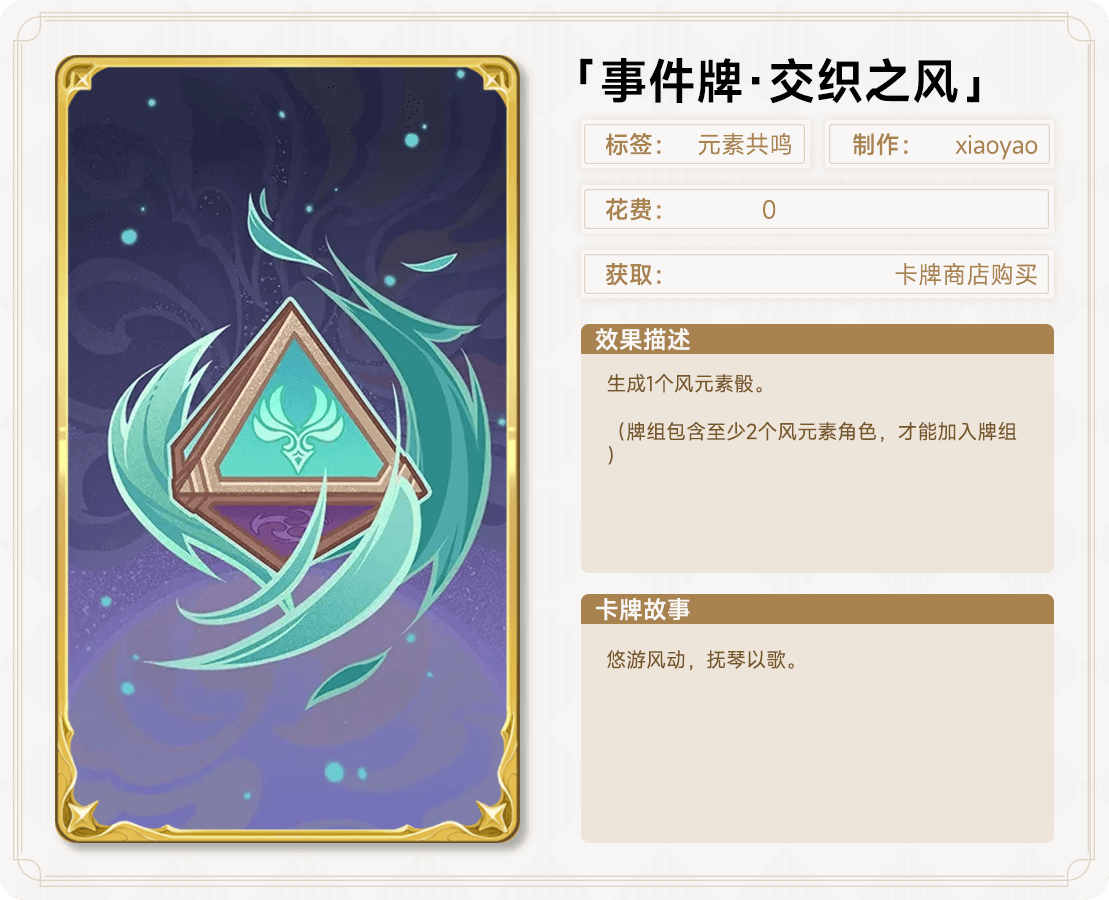 「事件牌·交织之风」
标签： 元素共鸣 制作： xiaoyao
花费： 0
获取： 卡牌商店购买
效果描述
生成1个风元素骰。
（牌组包含至少2个风元素角色，才能加入牌组
）
卡牌故事
悠游风动，抚琴以歌。